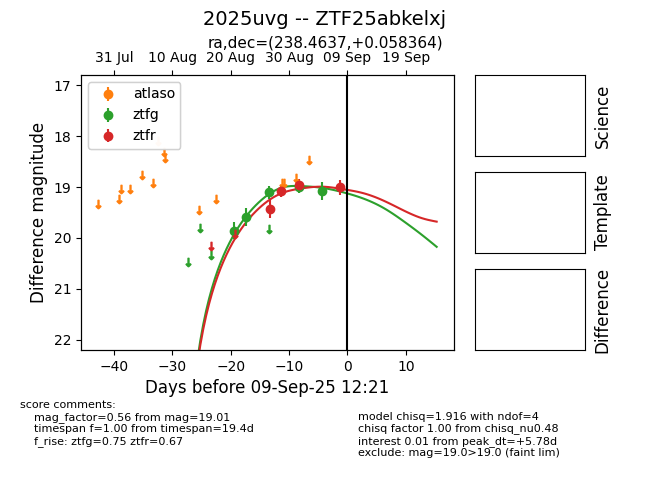 2025uvg -- ZTF25abkelxj
ra,dec=(238.4637,+0.058364)
31 Jul 10 Aug 20 Aug 30 Aug 09 Sep 19 Sep
17
18
19
20
21
22
Difference magnitude
atlaso
ztfg
ztfr
−40 −30 −20 −10 0 10
Days before 09-Sep-25 12:21
Science
Template
Difference
score comments:
mag_factor=0.56 from mag=19.01
timespan f=1.00 from timespan=19.4d
f_rise: ztfg=0.75 ztfr=0.67
model chisq=1.916 with ndof=4
chisq factor 1.00 from chisq_nu0.48
interest 0.01 from peak_dt=+5.78d
exclude: mag=19.0>19.0 (faint lim)